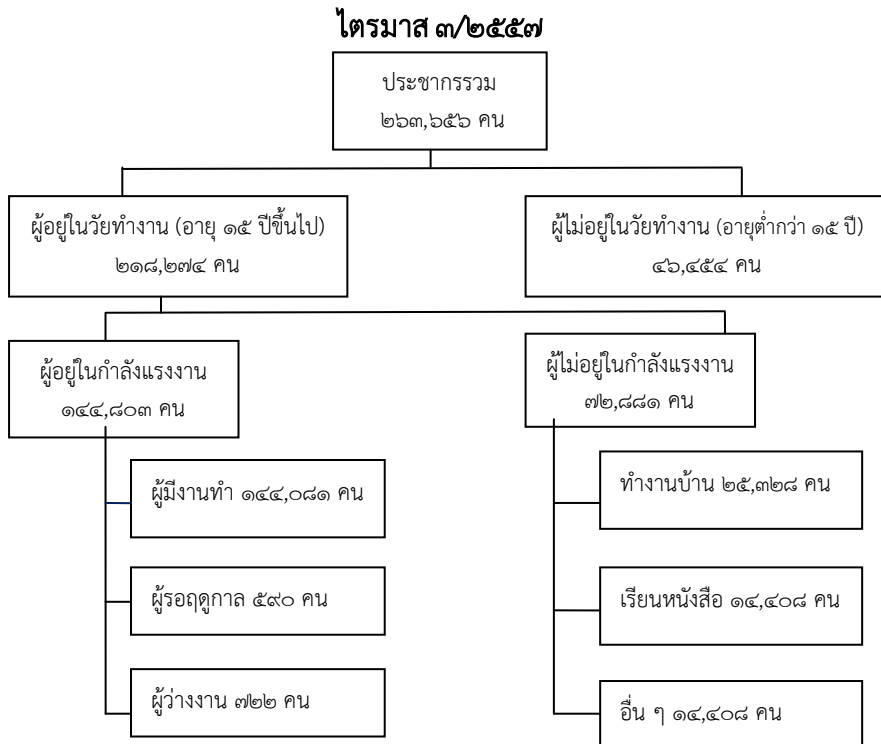 ไตรมาส ๓/๒๕๕๗
ประชากรรวม
๒๖๓,๖๕๖ คน
ผู้อยู่ในวัยทำงาน (อายุ ๑๕ ปีขึ้นไป)
๒๑๘,๒๗๔ คน
ผู้ไม่อยู่ในวัยทำงาน (อายุต่ำกว่า ๑๕ ปี)
๔๖,๔๕๔ คน
ผู้อยู่ในกำลังแรงงาน
๑๔๔,๘๐๓ คน
ผู้ไม่อยู่ในกำลังแรงงาน
๗๒,๘๘๑ คน
ผู้มีงานทำ ๑๔๔,๐๘๑ คน
ผู้รอฤดูกาล ๕๙๐ คน
ผู้ว่างงาน ๗๒๒ คน
ทำงานบ้าน ๒๕,๓๒๘ คน
เรียนหนังสือ ๑๔,๔๐๘ คน
อื่น ๆ ๑๔,๔๐๘ คน